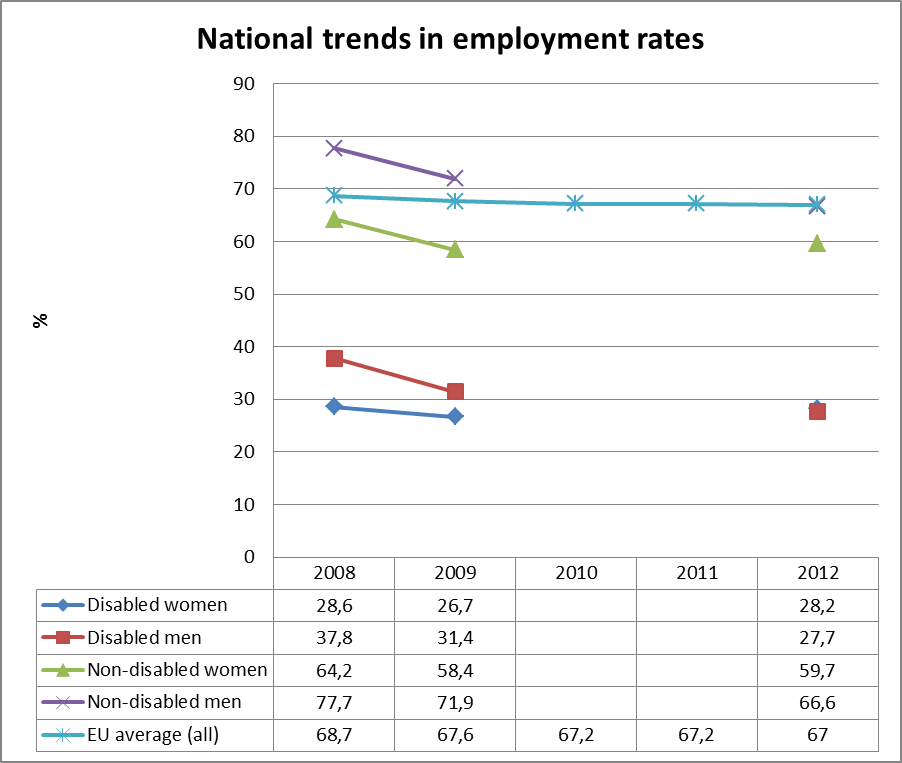 National trends in employment rates
90
80
70
60
50
40
30
20
10
0
%
2008 2009 2010 2011 2012
Disabled women 28,6 26,7 28,2
Disabled men 37,8 31,4 27,7
Non-disabled women 64,2 58,4 59,7
Non-disabled men 77,7 71,9 66,6
EU average (all) 68,7 67,6 67,2 67,2 67